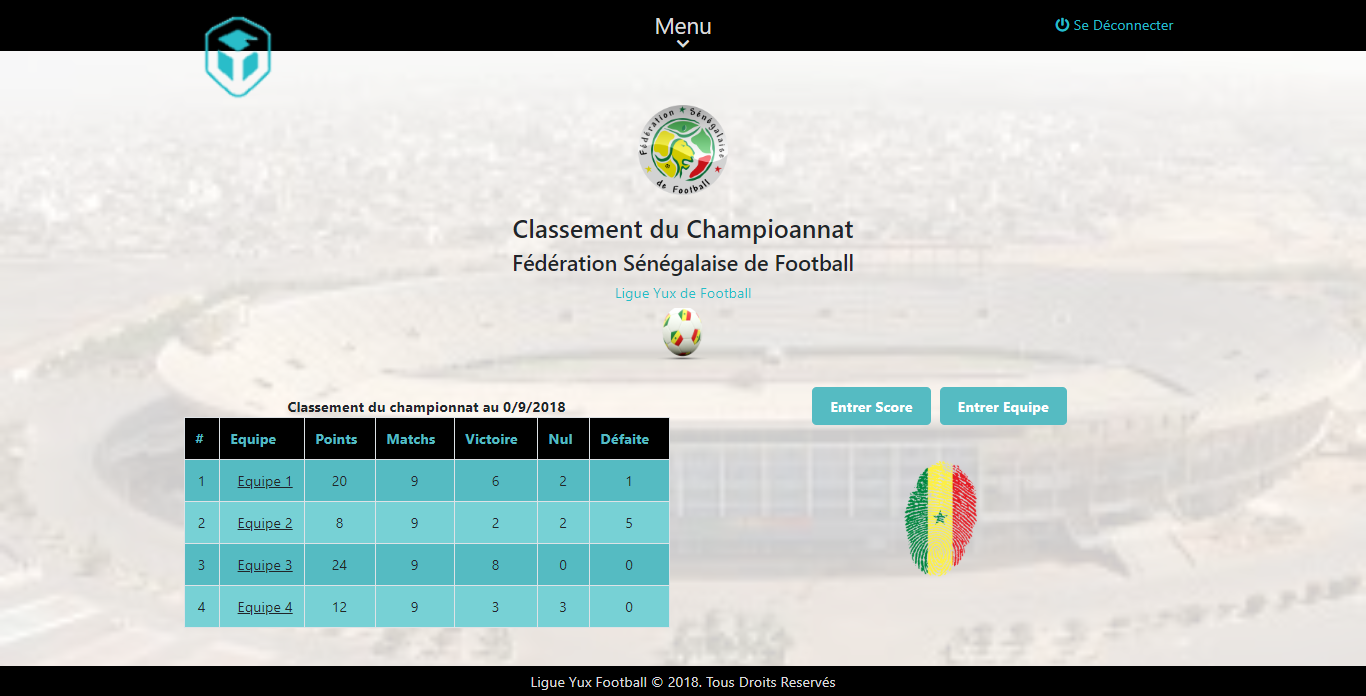 Menu
Se Déconnecter
Fédération ★ Sénégalaise
de Football
Classement du Champioannat
Fédération Sénégalaise de Football
Ligue Yux de Football
Classement du championnat au 0/9/2018
Entrer Score Entrer Equipe
# Equipe Points Matchs Victoire Nul Défaite
1 Equipe 1 20 9 6 2 1
2 Equipe 2 8 9 2 2 5
3 Equipe 3 24 9 8 0 0
4 Equipe 4 12 9 3 3 0
Ligue Yux Football © 2018. Tous Droits Reservés